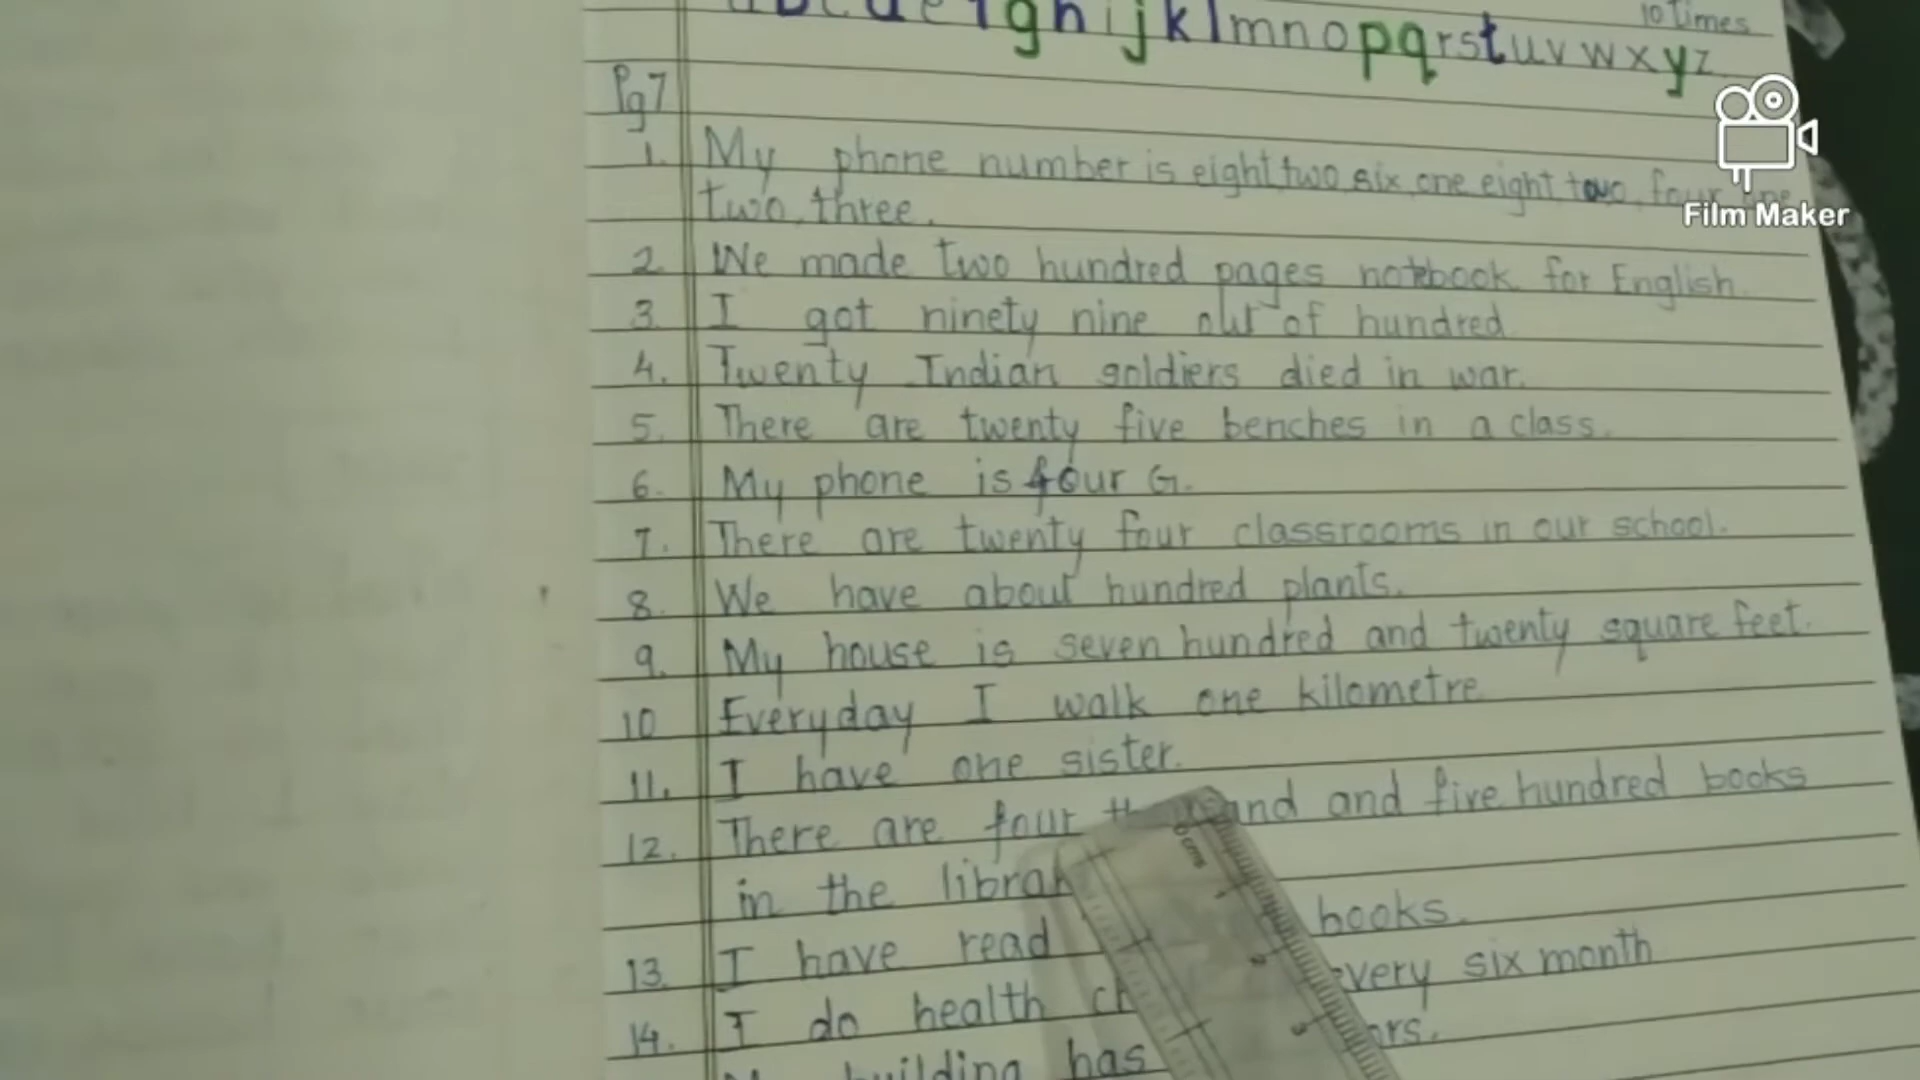 10 Times
a b c d e f g h i j k l m n o p q r s t u v w x y z
Pg 7
1. My phone number is eight, two six, one eight two, four
two, three.
2. We made two hundred pages notebook for English
3. I got ninety nine out of hundred
4. Twenty Indian soldiers died in war.
5. There are twenty five benches in a class.
6. My phone is four G.
7. There are twenty four classrooms in our school.
8. We have about hundred plants.
9. My house is seven hundred and twenty square feet.
10 Everyday I walk one kilometre
11. I have one sister.
12. There are four and five hundred books
in the
13. I have read books.
14. I do health every six month
building has
Film Maker